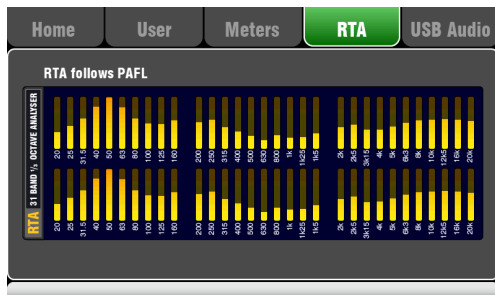 Home User Meters RTA USB Audio
RTA follows PAFL
RTA 31 BAND ⅓ OCTAVE ANALYSER
20 25 31.5 40 50 63 80 100 125 160 200 250 315 400 500 630 800 1k 1k25 1k5 2k 2k5 3k15 4k 5k 6k3 8k 10k 12k5 16k 20k
20 25 31.5 40 50 63 80 100 125 160 200 250 315 400 500 630 800 1k 1k25 1k5 2k 2k5 3k15 4k 5k 6k3 8k 10k 12k5 16k 20k